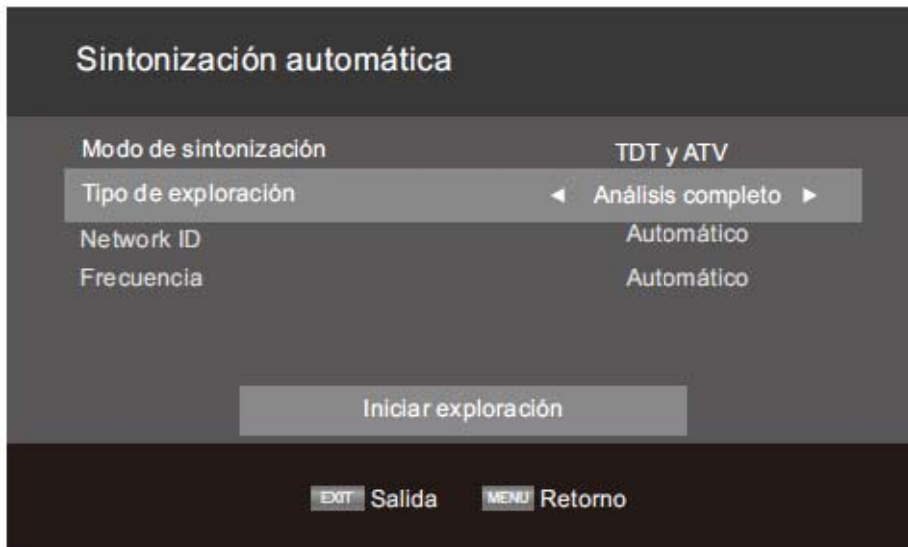 Sintonización automática
Modo de sintonización TDT y ATV
Tipo de exploración ◄ Análisis completo ►
Network ID Automático
Frecuencia Automático
Iniciar exploración
EXIT Salida MENU Retorno